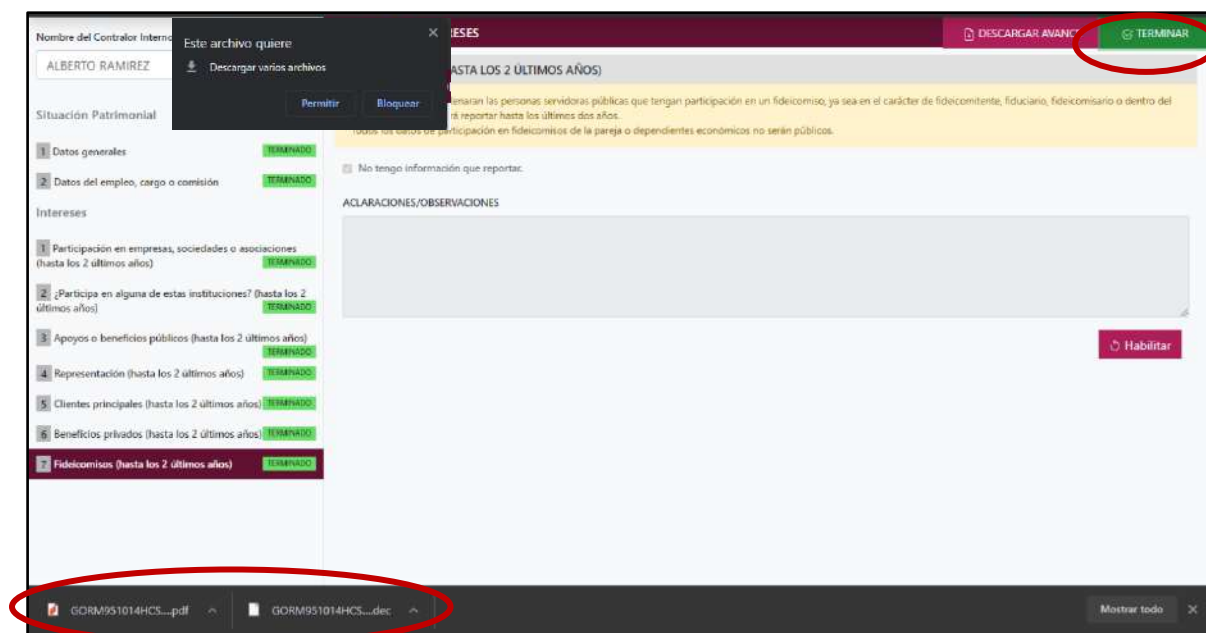 Nombre del Contralor Interno
ALBERTO RAMIREZ
Situación Patrimonial
1 Datos generales TERMINADO
2 Datos del empleo, cargo o comisión TERMINADO
Intereses
1 Participación en empresas, sociedades o asociaciones
(hasta los 2 últimos años) TERMINADO
2 ¿Participa en alguna de estas instituciones? (hasta los 2
últimos años) TERMINADO
3 Apoyos o beneficios públicos (hasta los 2 últimos años)
TERMINADO
4 Representación (hasta los 2 últimos años) TERMINADO
5 Clientes principales (hasta los 2 últimos años) TERMINADO
6 Beneficios privados (hasta los 2 últimos años) TERMINADO
7 Fideicomisos (hasta los 2 últimos años) TERMINADO
Este archivo quiere
Descargar varios archivos
Permitir Bloquear
RESES
DESCARGAR AVANC
TERMINAR
ASTA LOS 2 ÚLTIMOS AÑOS)
enaran las personas servidoras públicas que tengan participación en un fideicomiso, ya sea en el carácter de fideicomitente, fiduciario, fideicomisario o dentro del
rá reportar hasta los últimos dos años.
Todos los datos de participación en fideicomisos de la pareja o dependientes económicos no serán públicos.
No tengo información que reportar.
ACLARACIONES/OBSERVACIONES
Habilitar
GORM951014HCS....pdf
GORM951014HCS....dec
Mostrar todo